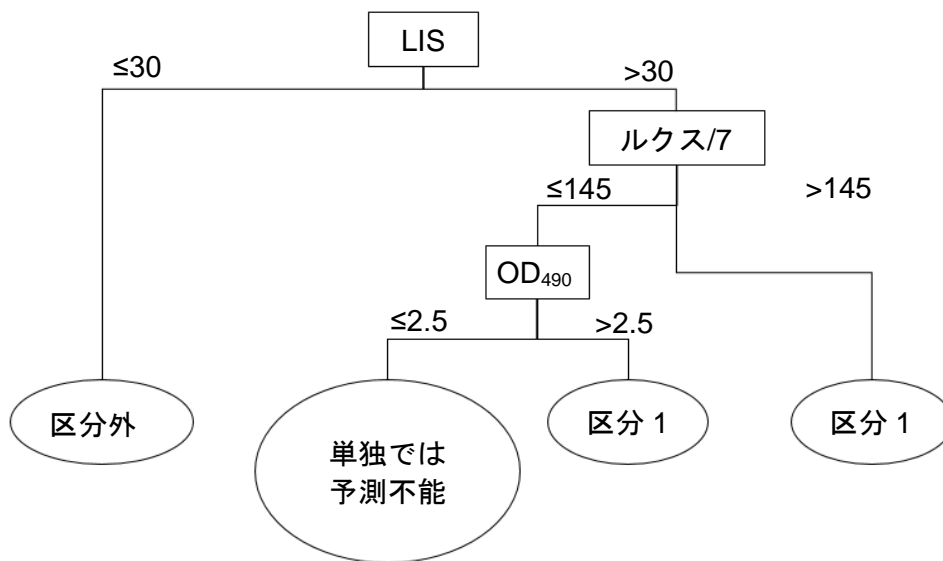 LIS
≤30
>30
ルクス/7
≤145
>145
OD₄₉₀
≤2.5
>2.5
区分外
単独では
予測不能
区分 1
区分 1